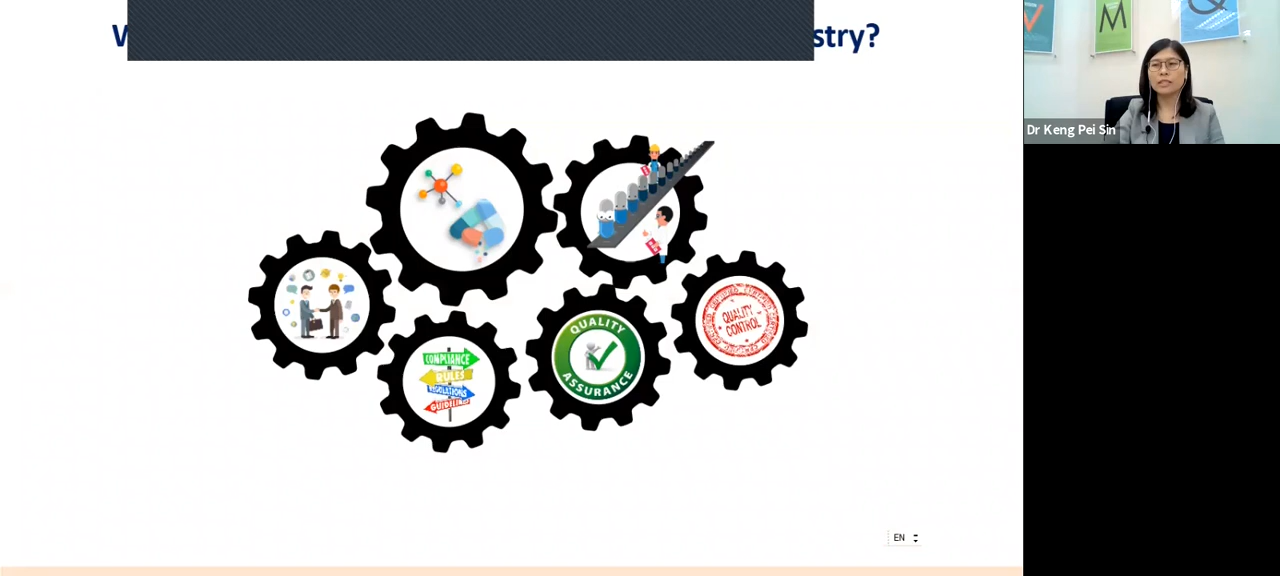 stry?
Dr Keng Pei Sin
COMPLIANCE
RULES
REGULATIONS
GUIDELINES
QUALITY
ASSURANCE
QUALITY
CONTROL
EN